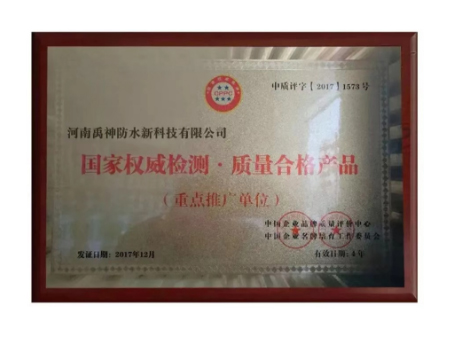 中质评字【2017】1573号
CPPC
河南禹神防水新科技有限公司
国家权威检测·质量合格产品
（重点推广单位）
中国企业品牌质量评价中心
中国企业名牌培育工作委员会
发证日期：2017年12月
有效日期：5年